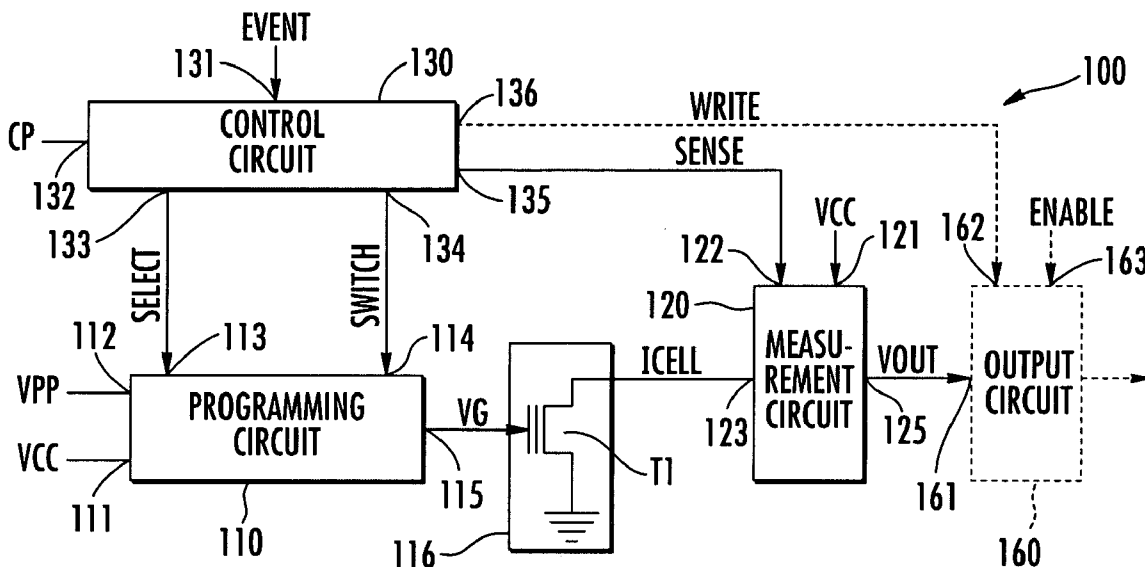 EVENT
131
130
136
100
CONTROL
CIRCUIT
WRITE
CP
SENSE
132
135
133
134
VCC
121
ENABLE
122
162
163
SELECT
SWITCH
120
112
113
114
MEASU-
REMENT
CIRCUIT
OUTPUT
CIRCUIT
ICELL
VOUT
VPP
PROGRAMMING
CIRCUIT
VG
123
125
VCC
T1
115
161
111
110
116
160